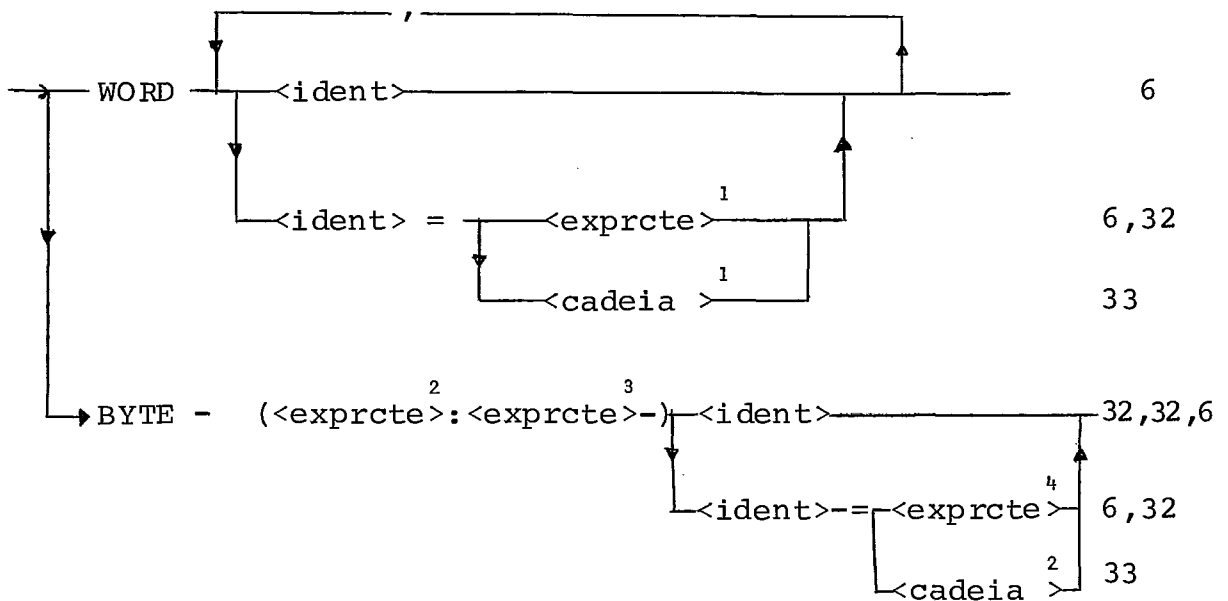 ,
WORD <ident> 6
<ident> = <exprcte>1 6,32
<cadeia >1 33
BYTE - (<exprcte>2:<exprcte>3-) <ident> 32,32,6
<ident>-= <exprcte>4 6,32
<cadeia >2 33